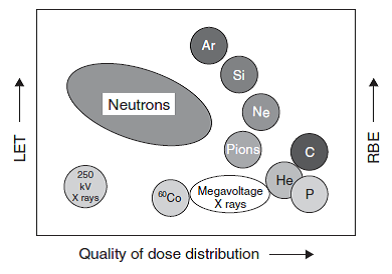 Ar
Si
Ne
Neutrons
Pions
C
He
P
250
kV
X rays
⁶⁰Co
Megavoltage
X rays
LET
RBE
Quality of dose distribution